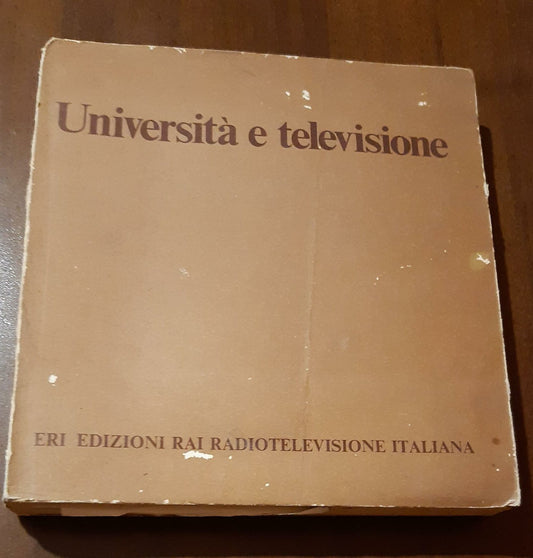 Università e televisione
ERI EDIZIONI RAI RADIOTELEVISIONE ITALIANA